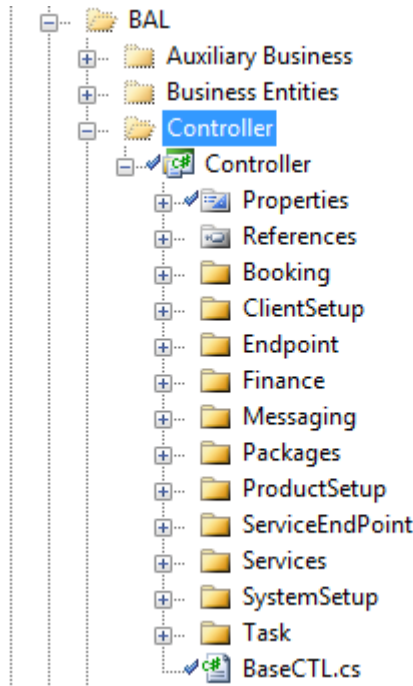 BAL
Auxiliary Business
Business Entities
Controller
Controller
Properties
References
Booking
ClientSetup
Endpoint
Finance
Messaging
Packages
ProductSetup
ServiceEndPoint
Services
SystemSetup
Task
BaseCTL.cs